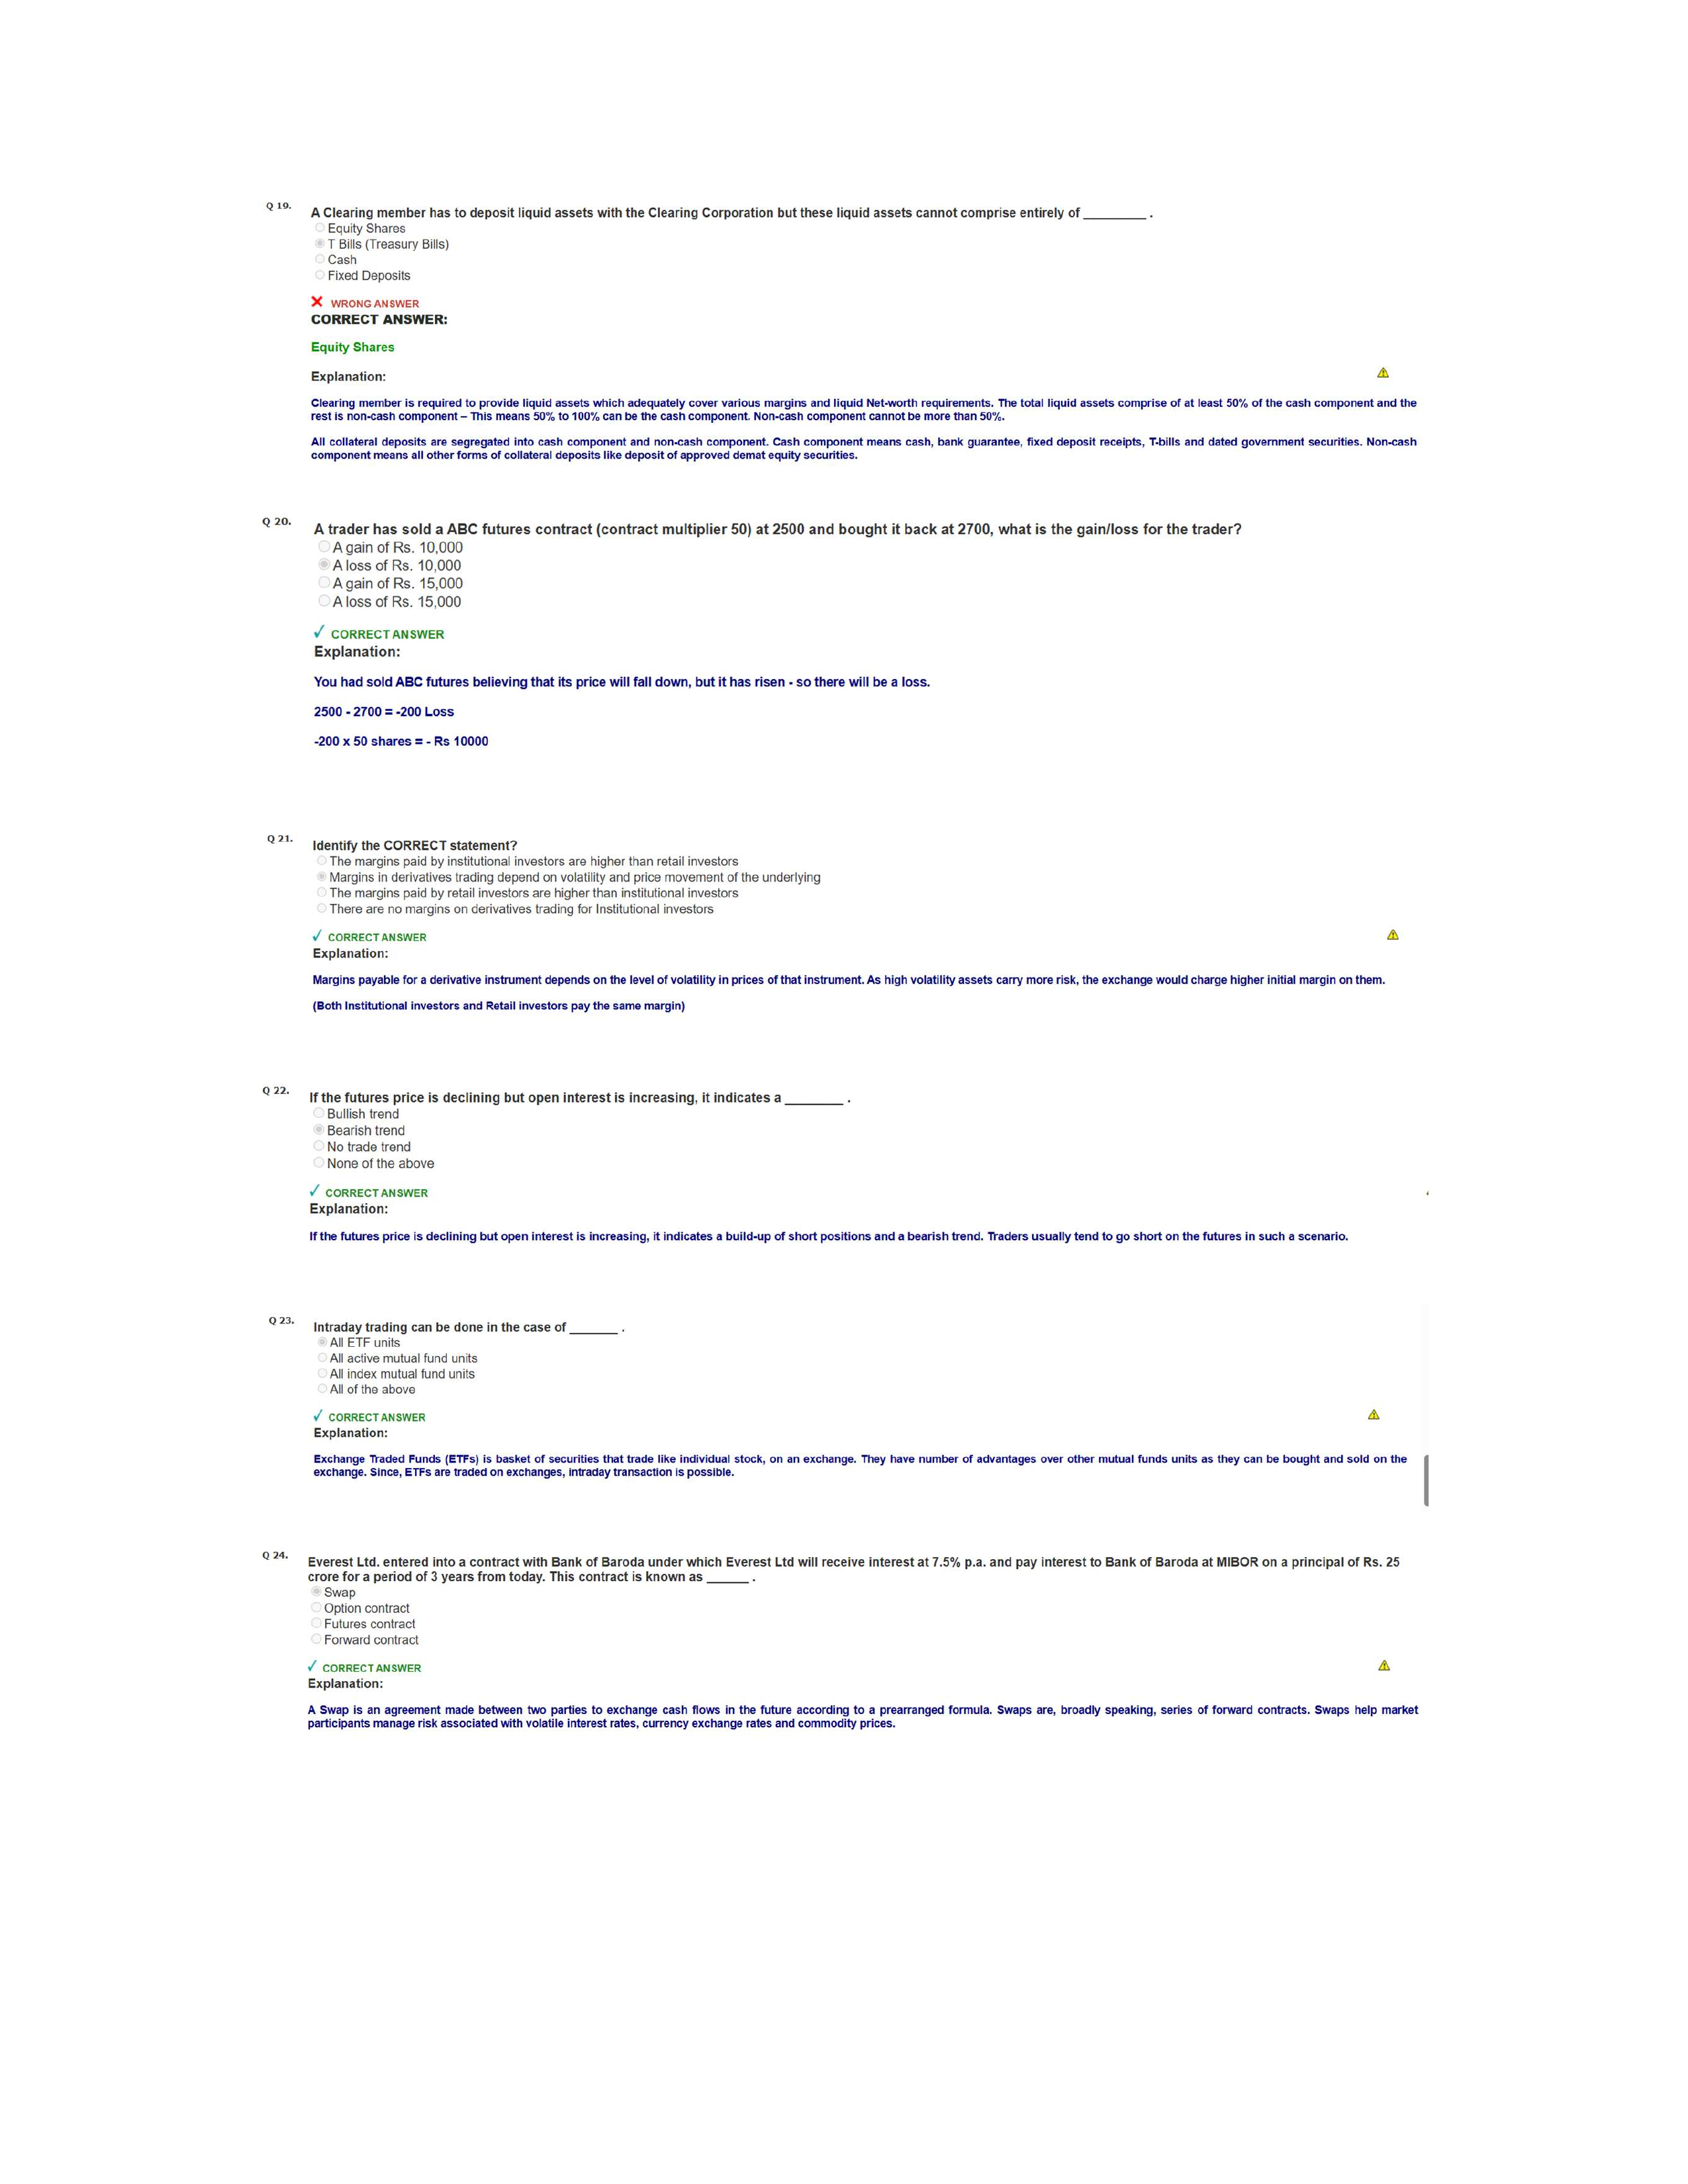 Q 19.
A Clearing member has to deposit liquid assets with the Clearing Corporation but these liquid assets cannot comprise entirely of _________ .
Equity Shares
T Bills (Treasury Bills)
Cash
Fixed Deposits
WRONG ANSWER
CORRECT ANSWER:
Equity Shares
Explanation:
Clearing member is required to provide liquid assets which adequately cover various margins and liquid Net-worth requirements. The total liquid assets comprise of at least 50% of the cash component and the
rest is non-cash component – This means 50% to 100% can be the cash component. Non-cash component cannot be more than 50%.
All collateral deposits are segregated into cash component and non-cash component. Cash component means cash, bank guarantee, fixed deposit receipts, T-bills and dated government securities. Non-cash
component means all other forms of collateral deposits like deposit of approved demat equity securities.
Q 20.
A trader has sold a ABC futures contract (contract multiplier 50) at 2500 and bought it back at 2700, what is the gain/loss for the trader?
A gain of Rs. 10,000
A loss of Rs. 10,000
A gain of Rs. 15,000
A loss of Rs. 15,000
✓ CORRECT ANSWER
Explanation:
You had sold ABC futures believing that its price will fall down, but it has risen - so there will be a loss.
2500 - 2700 = -200 Loss
-200 x 50 shares = - Rs 10000
Q 21.
Identify the CORRECT statement?
The margins paid by institutional investors are higher than retail investors
Margins in derivatives trading depend on volatility and price movement of the underlying
The margins paid by retail investors are higher than institutional investors
There are no margins on derivatives trading for Institutional investors
✓ CORRECT ANSWER
Explanation:
Margins payable for a derivative instrument depends on the level of volatility in prices of that instrument. As high volatility assets carry more risk, the exchange would charge higher initial margin on them.
(Both Institutional investors and Retail investors pay the same margin)
Q 22.
If the futures price is declining but open interest is increasing, it indicates a ________ .
Bullish trend
Bearish trend
No trade trend
None of the above
✓ CORRECT ANSWER
Explanation:
If the futures price is declining but open interest is increasing, it indicates a build-up of short positions and a bearish trend. Traders usually tend to go short on the futures in such a scenario.
Q 23.
Intraday trading can be done in the case of _______ .
All ETF units
All active mutual fund units
All index mutual fund units
All of the above
✓ CORRECT ANSWER
Explanation:
Exchange Traded Funds (ETFs) is basket of securities that trade like individual stock, on an exchange. They have number of advantages over other mutual funds units as they can be bought and sold on the
exchange. Since, ETFs are traded on exchanges, intraday transaction is possible.
Q 24.
Everest Ltd. entered into a contract with Bank of Baroda under which Everest Ltd will receive interest at 7.5% p.a. and pay interest to Bank of Baroda at MIBOR on a principal of Rs. 25
crore for a period of 3 years from today. This contract is known as ______ .
Swap
Option contract
Futures contract
Forward contract
✓ CORRECT ANSWER
Explanation:
A Swap is an agreement made between two parties to exchange cash flows in the future according to a prearranged formula. Swaps are, broadly speaking, series of forward contracts. Swaps help market
participants manage risk associated with volatile interest rates, currency exchange rates and commodity prices.